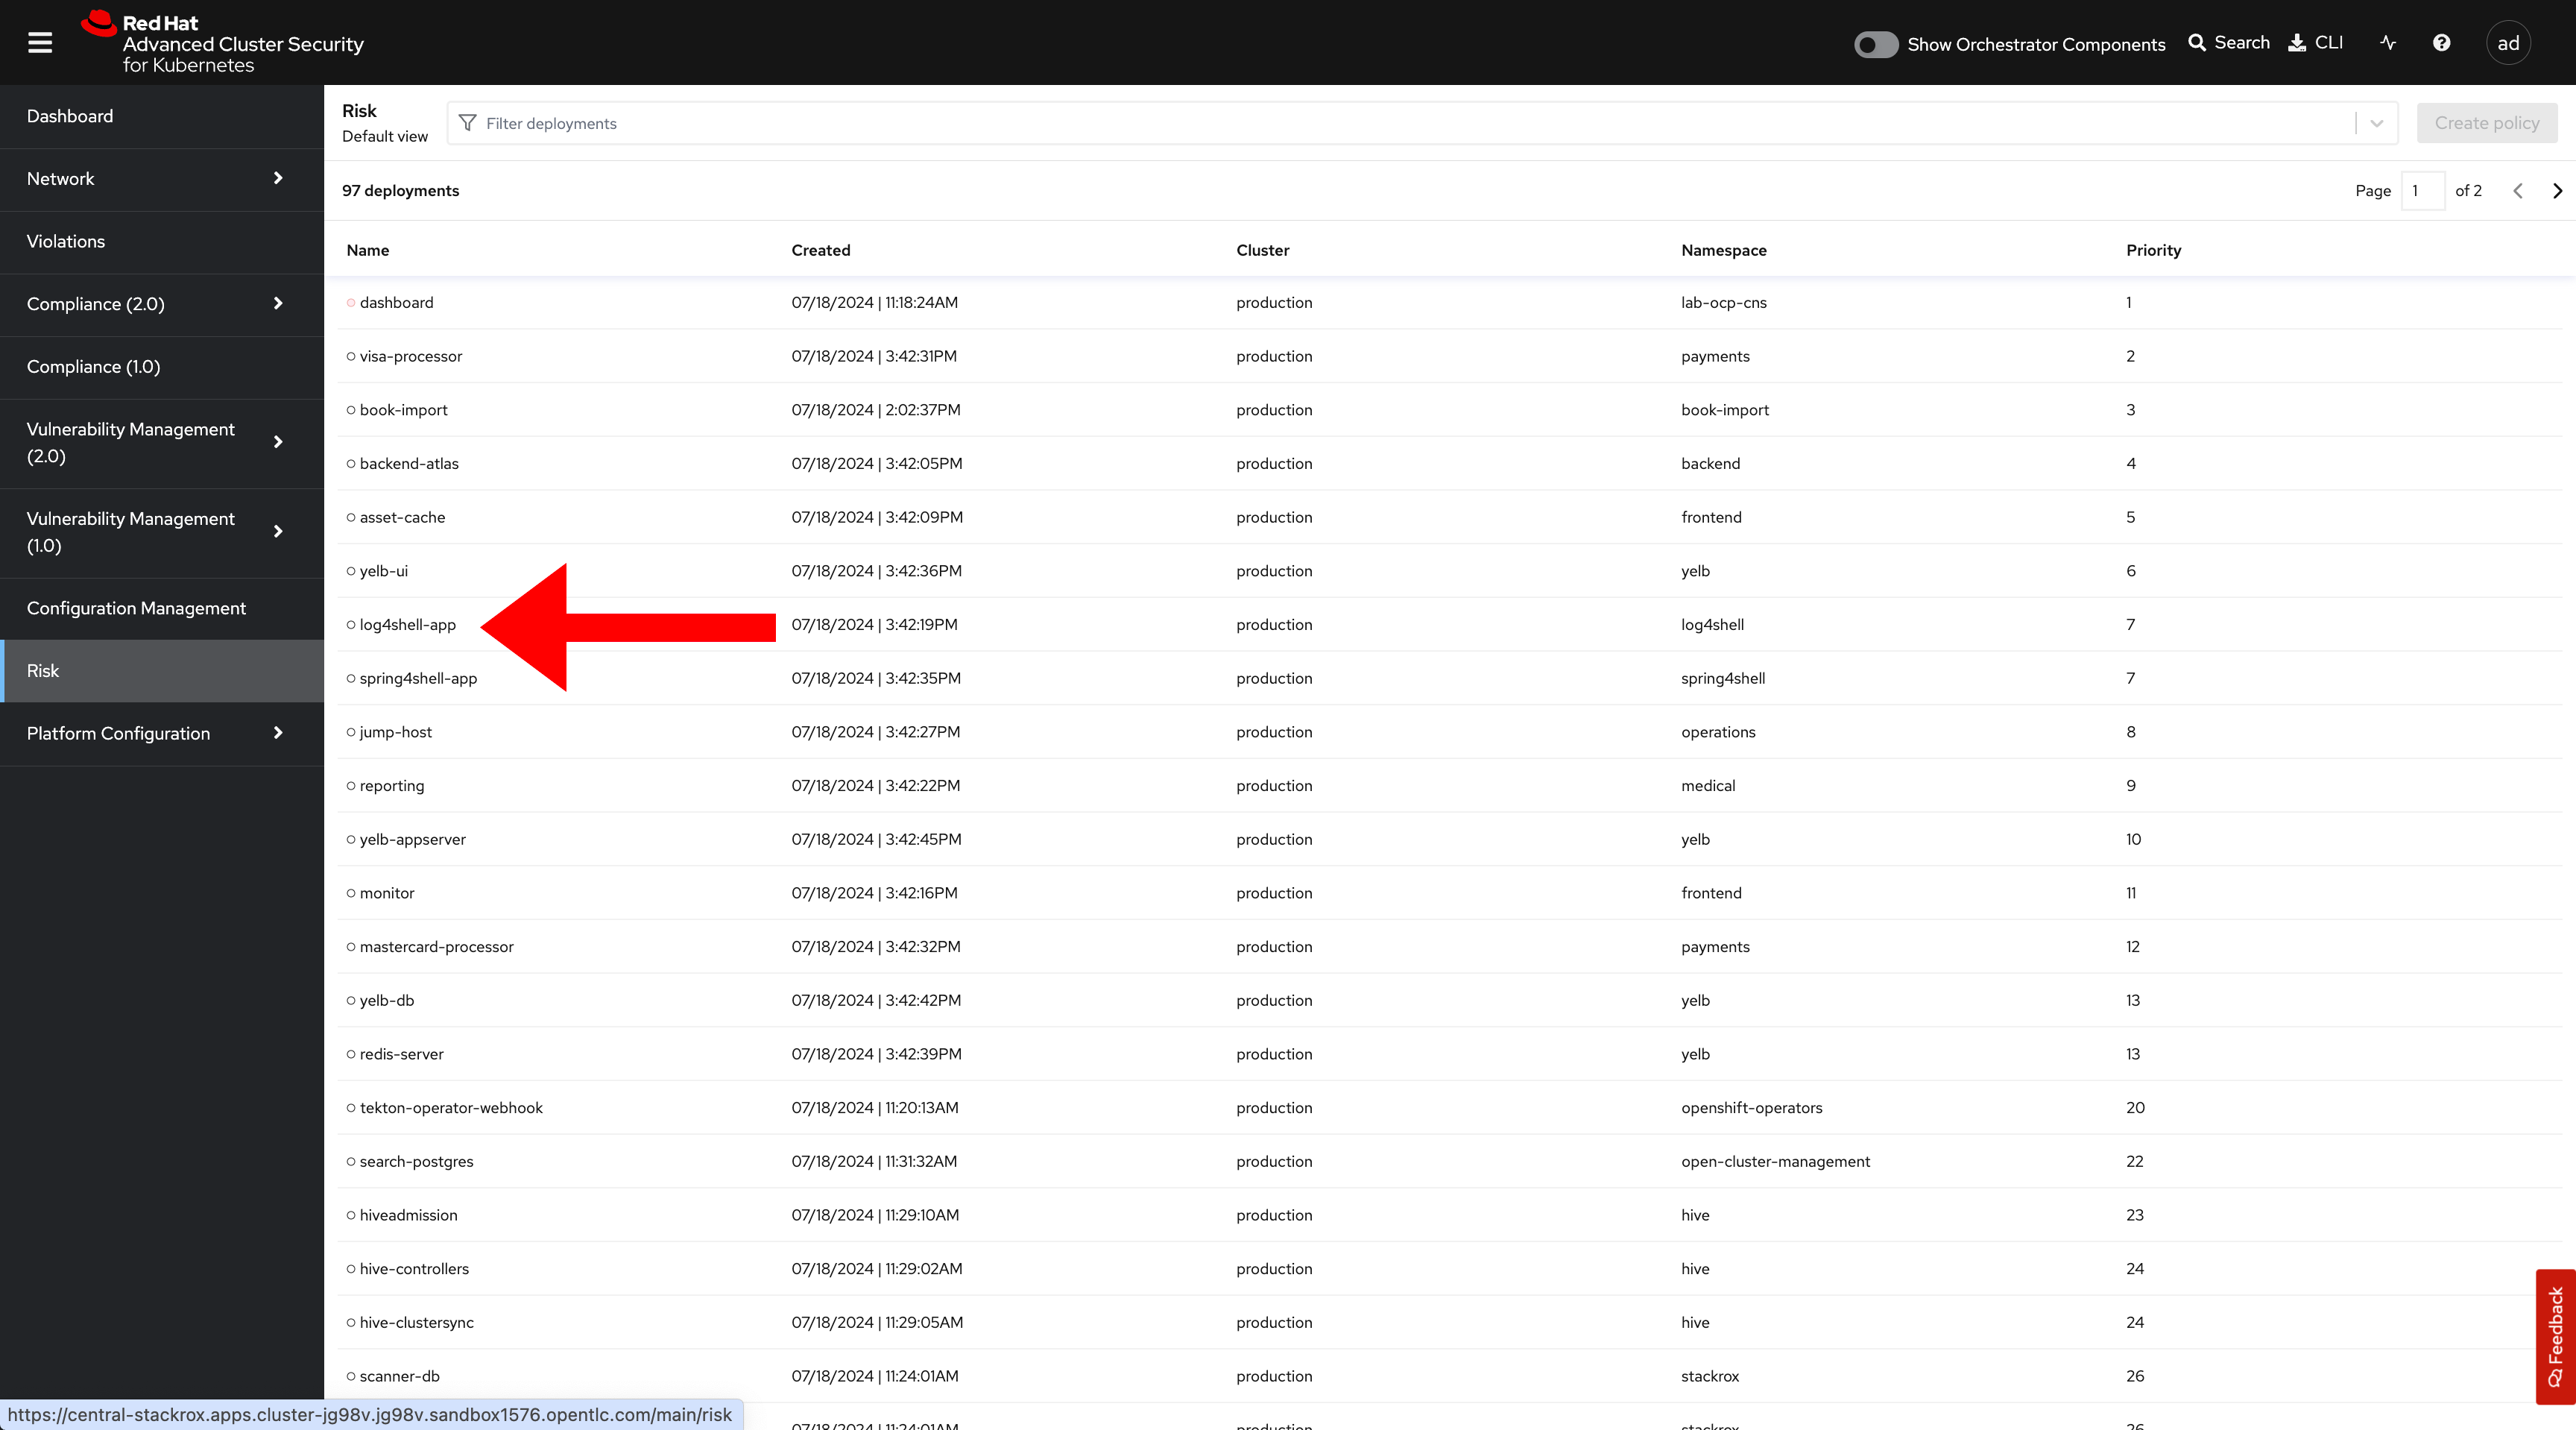 Red Hat
Advanced Cluster Security
for Kubernetes
Show Orchestrator Components
Search
CLI
ad
Dashboard
Network
Violations
Compliance (2.0)
Compliance (1.0)
Vulnerability Management
(2.0)
Vulnerability Management
(1.0)
Configuration Management
Risk
Platform Configuration
Risk
Default view
Filter deployments
Create policy
97 deployments
Page 1 of 2
Name Created Cluster Namespace Priority
dashboard 07/18/2024 | 11:18:24AM production lab-ocp-cns 1
visa-processor 07/18/2024 | 3:42:31PM production payments 2
book-import 07/18/2024 | 2:02:37PM production book-import 3
backend-atlas 07/18/2024 | 3:42:05PM production backend 4
asset-cache 07/18/2024 | 3:42:09PM production frontend 5
yelb-ui 07/18/2024 | 3:42:36PM production yelb 6
log4shell-app 07/18/2024 | 3:42:19PM production log4shell 7
spring4shell-app 07/18/2024 | 3:42:35PM production spring4shell 7
jump-host 07/18/2024 | 3:42:27PM production operations 8
reporting 07/18/2024 | 3:42:22PM production medical 9
yelb-appserver 07/18/2024 | 3:42:45PM production yelb 10
monitor 07/18/2024 | 3:42:16PM production frontend 11
mastercard-processor 07/18/2024 | 3:42:32PM production payments 12
yelb-db 07/18/2024 | 3:42:42PM production yelb 13
redis-server 07/18/2024 | 3:42:39PM production yelb 13
tekton-operator-webhook 07/18/2024 | 11:20:13AM production openshift-operators 20
search-postgres 07/18/2024 | 11:31:32AM production open-cluster-management 22
hiveadmission 07/18/2024 | 11:29:10AM production hive 23
hive-controllers 07/18/2024 | 11:29:02AM production hive 24
hive-clustersync 07/18/2024 | 11:29:05AM production hive 24
scanner-db 07/18/2024 | 11:24:01AM production stackrox 26
07/18/2024 | 11:24:01AM production stackrox 26
Feedback
https://central-stackrox.apps.cluster-jg98v.jg98v.sandbox1576.opentlc.com/main/risk